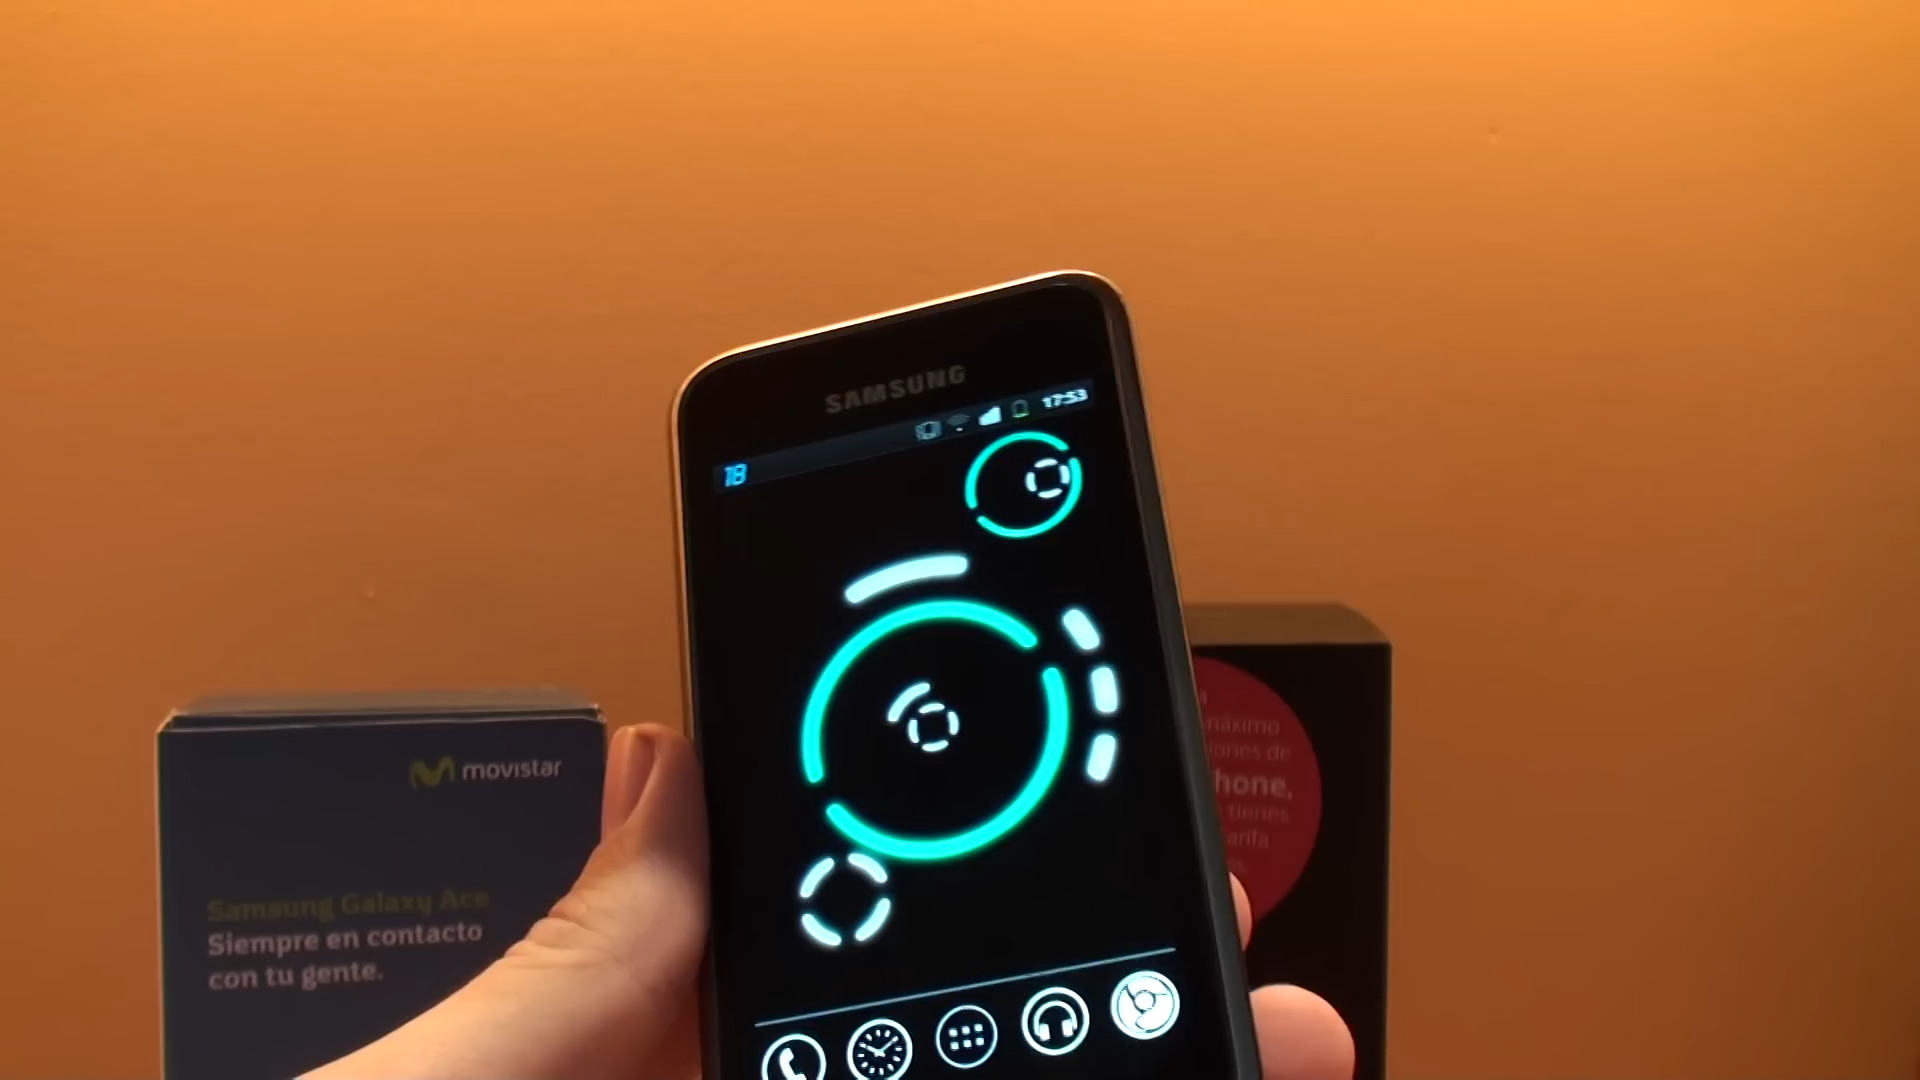 SAMSUNG
17:53
18
movistar
Samsung Galaxy Ace
Siempre en contacto
con tu gente.
máximo
iones de
hone,
tienes
arifa